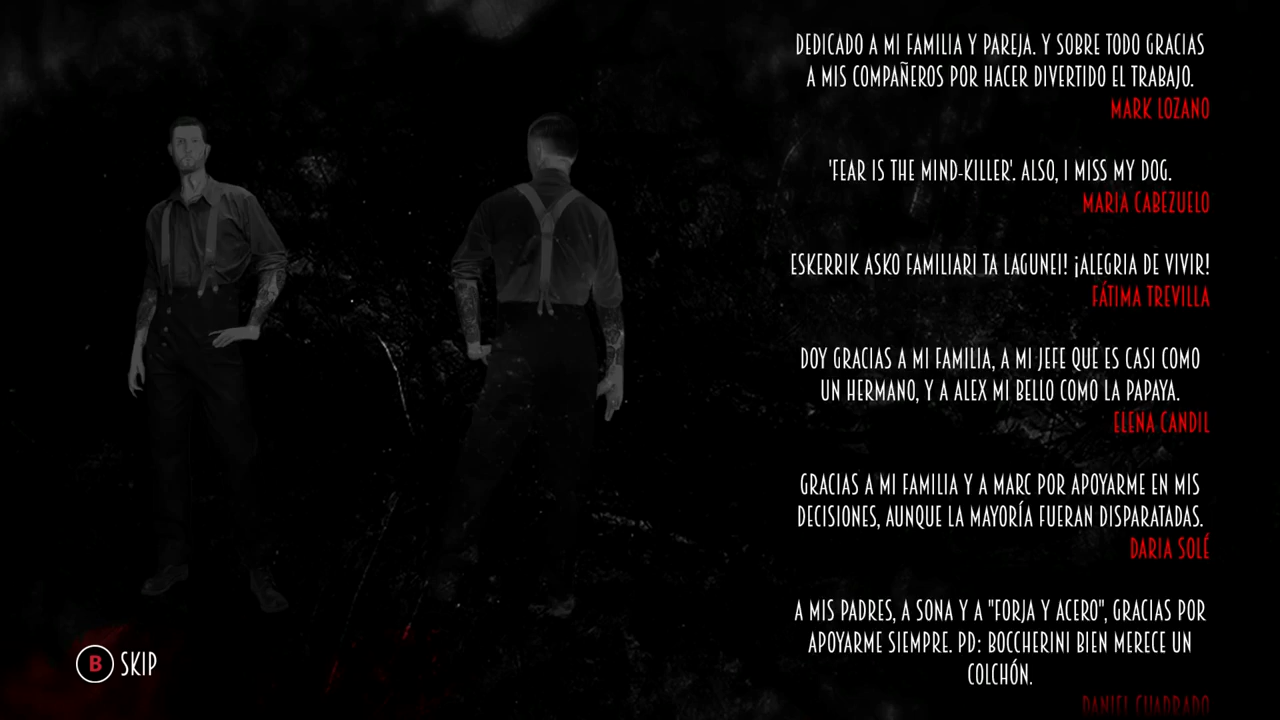 DEDICADO A MI FAMILIA Y PAREJA. Y SOBRE TODO GRACIAS
A MIS COMPAÑEROS POR HACER DIVERTIDO EL TRABAJO.
MARK LOZANO
'FEAR IS THE MIND-KILLER'. ALSO, I MISS MY DOG.
MARIA CABEZUELO
ESKERRIK ASKO FAMILIARI TA LAGUNEI! ¡ALEGRIA DE VIVIR!
FÁTIMA TREVILLA
DOY GRACIAS A MI FAMILIA, A MI JEFE QUE ES CASI COMO
UN HERMANO, Y A ALEX MI BELLO COMO LA PAPAYA.
ELENA CANDIL
GRACIAS A MI FAMILIA Y A MARC POR APOYARME EN MIS
DECISIONES, AUNQUE LA MAYORÍA FUERAN DISPARATADAS.
DARIA SOLÉ
A MIS PADRES, A SONA Y A "FORJA Y ACERO", GRACIAS POR
APOYARME SIEMPRE. PD: BOCCHERINI BIEN MERECE UN
COLCHÓN.
DANIEL CUADRADO
B SKIP